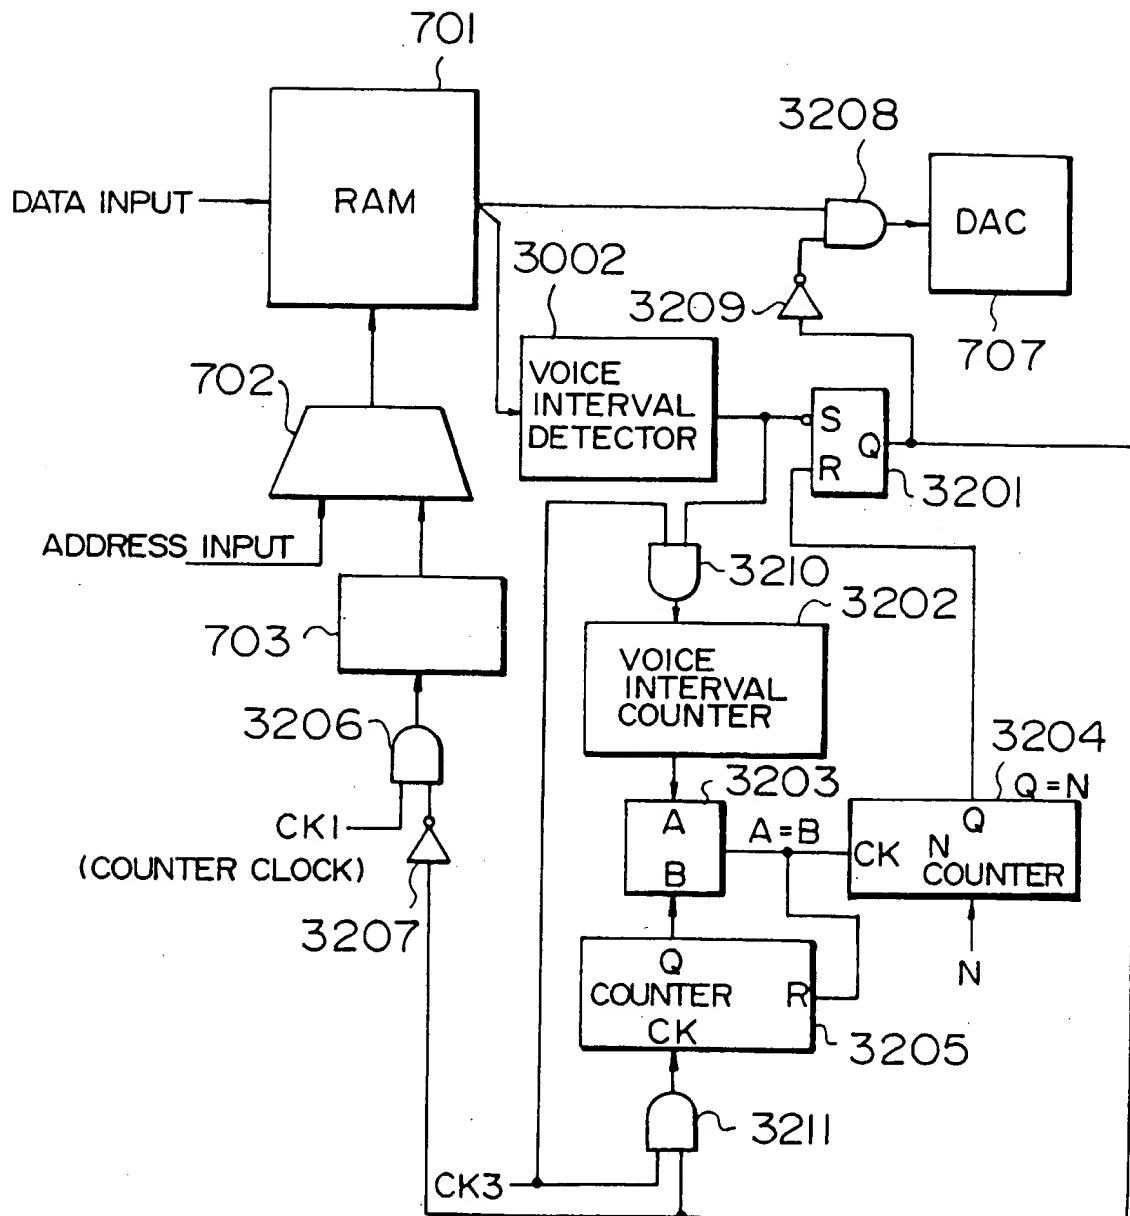 701
RAM
DATA INPUT
3208
DAC
707
3002
3209
VOICE
INTERVAL
DETECTOR
S
R
Q
3201
702
ADDRESS INPUT
703
3210
3202
VOICE
INTERVAL
COUNTER
3206
CK1
(COUNTER CLOCK)
3207
3203
A
B
A=B
3204
Q=N
Q
CK
N
COUNTER
N
Q
COUNTER
CK
R
3205
3211
CK3